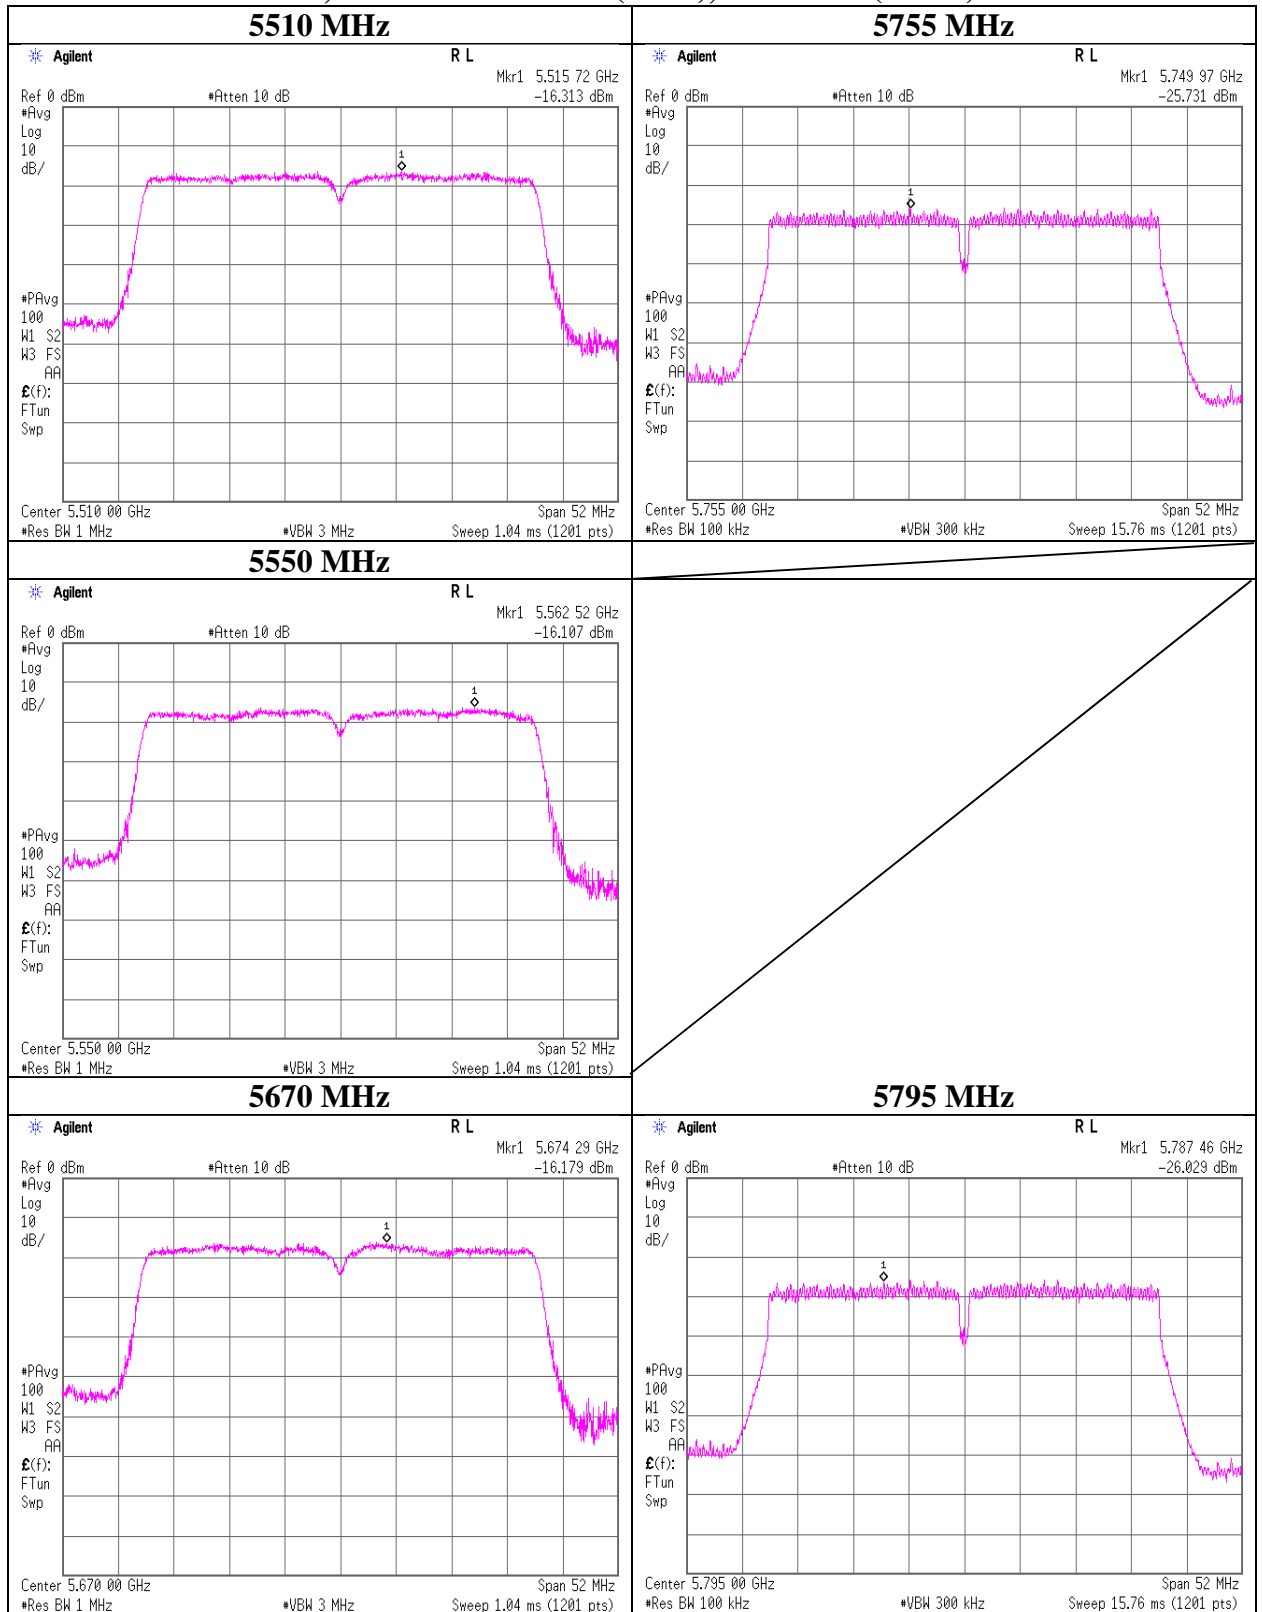 5510 MHz
Agilent
R L
Mkr1 5.515 72 GHz
Ref 0 dBm
#Atten 10 dB
-16.313 dBm
#Avg
Log
10
dB/
1
#PAvg
100
W1 S2
W3 FS
AA
£(f):
FTun
Swp
Center 5.510 00 GHz
Span 52 MHz
#Res BW 1 MHz
#VBW 3 MHz
Sweep 1.04 ms (1201 pts)
5755 MHz
Agilent
R L
Mkr1 5.749 97 GHz
Ref 0 dBm
#Atten 10 dB
-25.731 dBm
#Avg
Log
10
dB/
1
#PAvg
100
W1 S2
W3 FS
AA
£(f):
FTun
Swp
Center 5.755 00 GHz
Span 52 MHz
#Res BW 100 kHz
#VBW 300 kHz
Sweep 15.76 ms (1201 pts)
5550 MHz
Agilent
R L
Mkr1 5.562 52 GHz
Ref 0 dBm
#Atten 10 dB
-16.107 dBm
#Avg
Log
10
dB/
1
#PAvg
100
W1 S2
W3 FS
AA
£(f):
FTun
Swp
Center 5.550 00 GHz
Span 52 MHz
#Res BW 1 MHz
#VBW 3 MHz
Sweep 1.04 ms (1201 pts)
5670 MHz
Agilent
R L
Mkr1 5.674 29 GHz
Ref 0 dBm
#Atten 10 dB
-16.179 dBm
#Avg
Log
10
dB/
1
#PAvg
100
W1 S2
W3 FS
AA
£(f):
FTun
Swp
Center 5.670 00 GHz
Span 52 MHz
#Res BW 1 MHz
#VBW 3 MHz
Sweep 1.04 ms (1201 pts)
5795 MHz
Agilent
R L
Mkr1 5.787 46 GHz
Ref 0 dBm
#Atten 10 dB
-26.029 dBm
#Avg
Log
10
dB/
1
#PAvg
100
W1 S2
W3 FS
AA
£(f):
FTun
Swp
Center 5.795 00 GHz
Span 52 MHz
#Res BW 100 kHz
#VBW 300 kHz
Sweep 15.76 ms (1201 pts)